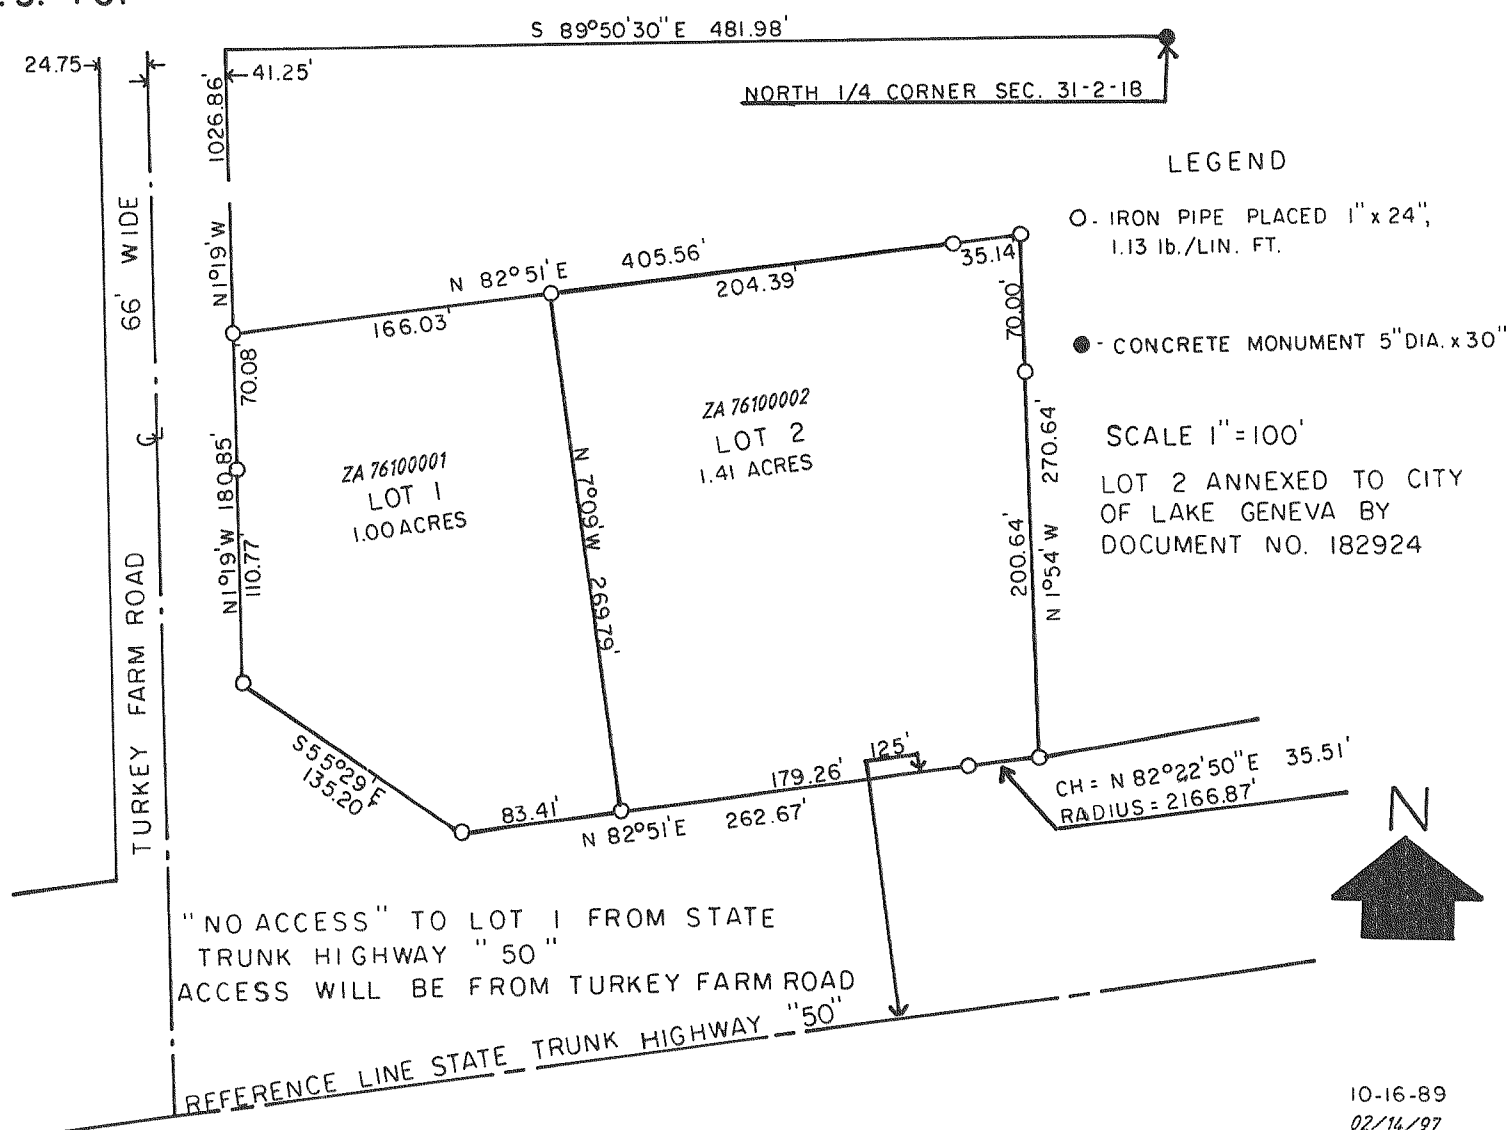 S 89°50'30"E 481.98'
24.75
41.25'
1026.86'
NORTH 1/4 CORNER SEC. 31-2-18
LEGEND
O - IRON PIPE PLACED 1" x 24",
1.13 lb./LIN. FT.
● - CONCRETE MONUMENT 5" DIA. x 30"
66' WIDE
N1°19'W
N 82°51'E
405.56'
35.14'
166.03'
204.39'
70.00'
70.08'
ZA 76100002
LOT 2
1.41 ACRES
ZA 76100001
LOT 1
1.00 ACRES
SCALE 1"=100'
LOT 2 ANNEXED TO CITY
OF LAKE GENEVA BY
DOCUMENT NO. 182924
N1°19'W 180.85'
110.77'
N 7°09'W 269.79'
200.64'
N 1°54'W 270.64'
TURKEY FARM ROAD
S55°29'E
135.20'
83.41'
N 82°51'E 262.67'
179.26'
125'
CH = N 82°22'50"E 35.51'
RADIUS = 2166.87'
N
"NO ACCESS" TO LOT 1 FROM STATE
TRUNK HIGHWAY "50"
ACCESS WILL BE FROM TURKEY FARM ROAD
REFERENCE LINE STATE TRUNK HIGHWAY "50"
10-16-89
02/14/97